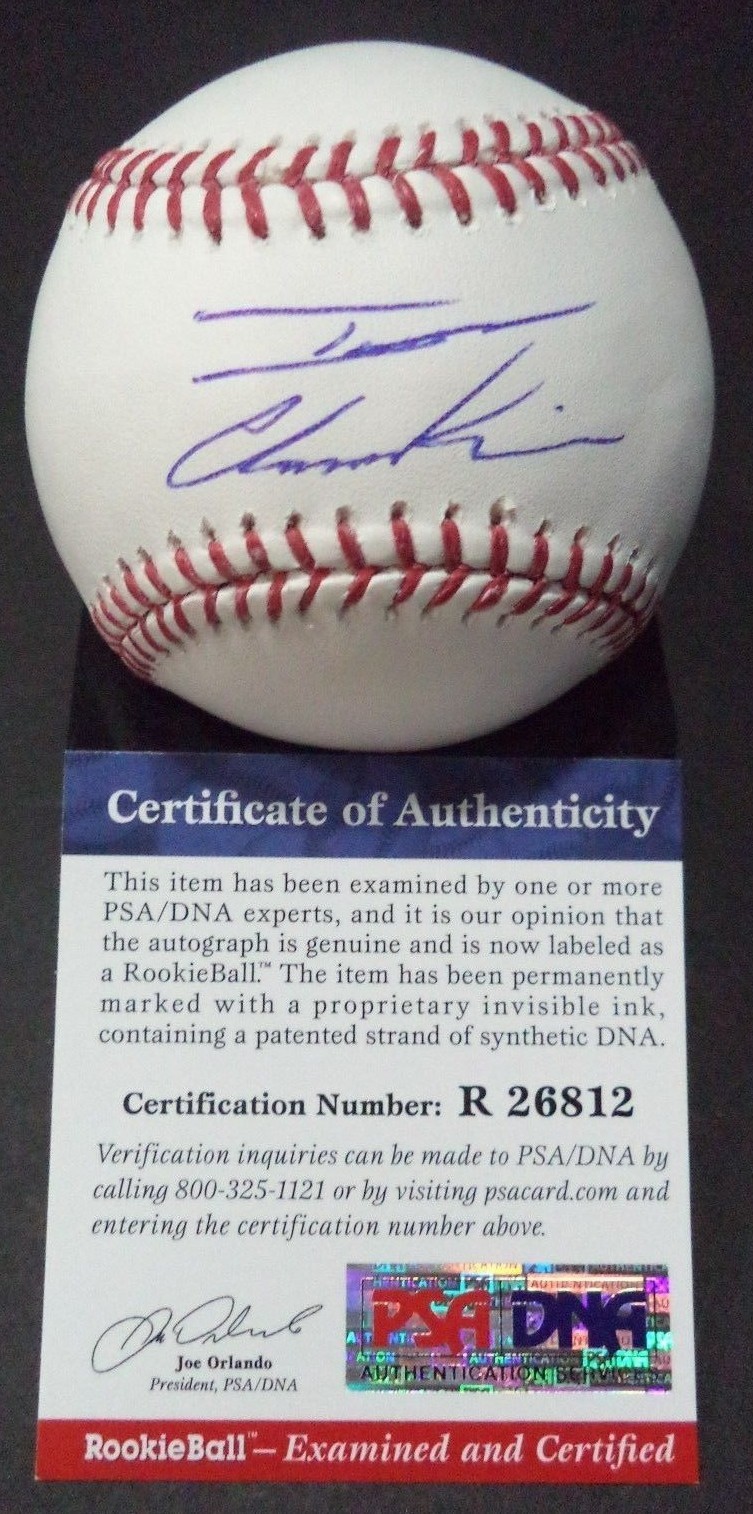 Certificate of Authenticity
This item has been examined by one or more
PSA/DNA experts, and it is our opinion that
the autograph is genuine and is now labeled as
a RookieBall.™ The item has been permanently
marked with a proprietary invisible ink,
containing a patented strand of synthetic DNA.
Certification Number: R 26812
Verification inquiries can be made to PSA/DNA by
calling 800-325-1121 or by visiting psacard.com and
entering the certification number above.
Joe Orlando
President, PSA/DNA
PSA DNA
AUTHENTICATION SERVICES
RookieBall™— Examined and Certified